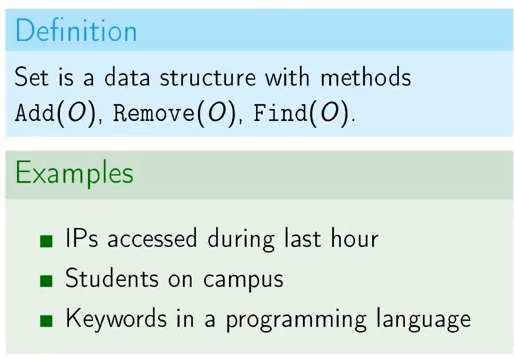 Definition
Set is a data structure with methods
Add(O), Remove(O), Find(O).
Examples
IPs accessed during last hour
Students on campus
Keywords in a programming language